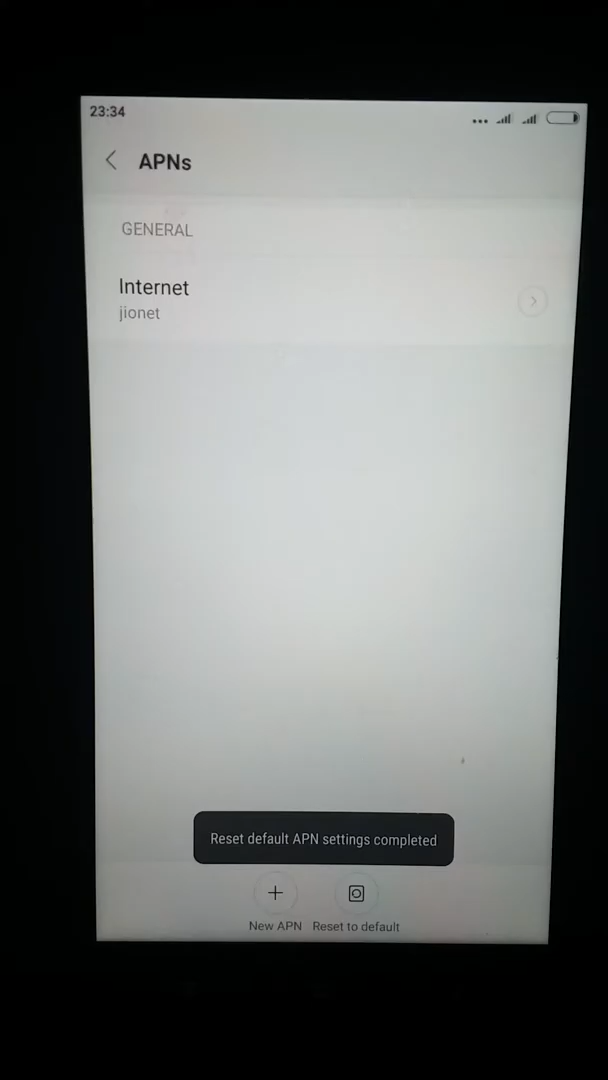 23:34
APNs
GENERAL
Internet
jionet
Reset default APN settings completed
New APN
Reset to default